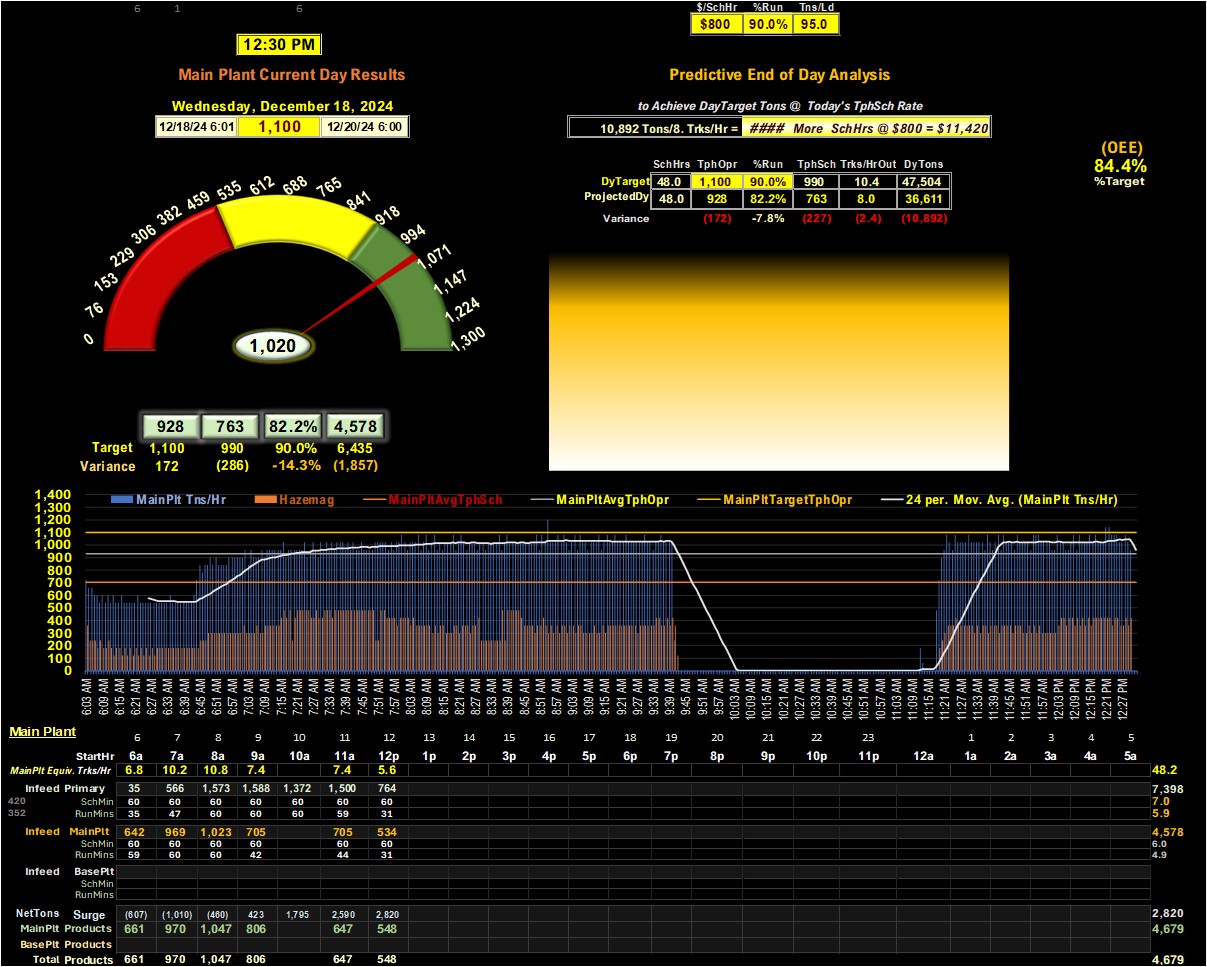 6 1 6
$/SchHr %Run Tns/Ld
$800 90.0% 95.0
12:30 PM
Main Plant Current Day Results
Predictive End of Day Analysis
Wednesday, December 18, 2024
to Achieve DayTarget Tons @ Today's TphSch Rate
12/18/24 6:01 1,100 12/20/24 6:00
10,892 Tons/8. Trks/Hr = #### More SchHrs @ $800 = $11,420
(OEE)
84.4%
%Target
SchHrs TphOpr %Run TphSch Trks/HrOut DyTons
DyTarget 48.0 1,100 90.0% 990 10.4 47,504
ProjectedDy 48.0 928 82.2% 763 8.0 36,611
Variance (172) -7.8% (227) (2.4) (10,892)
0 76 153 229 306 382 459 535 612 688 765 841 918 994 1,071 1,147 1,224 1,300
1,020
928 763 82.2% 4,578
Target 1,100 990 90.0% 6,435
Variance 172 (286) -14.3% (1,857)
MainPlt Tns/Hr Hazemag MainPltAvgTphSch MainPltAvgTphOpr MainPltTargetTphOpr 24 per. Mov. Avg. (MainPlt Tns/Hr)
1,400
1,300
1,100
1,000
900
800
700
600
500
400
300
200
100
0
6:03 AM 6:09 AM 6:15 AM 6:21 AM 6:27 AM 6:33 AM 6:39 AM 6:45 AM 6:51 AM 6:57 AM 7:03 AM 7:09 AM 7:15 AM 7:21 AM 7:27 AM 7:33 AM 7:39 AM 7:45 AM 7:51 AM 7:57 AM 8:03 AM 8:09 AM 8:15 AM 8:21 AM 8:27 AM 8:33 AM 8:39 AM 8:45 AM 8:51 AM 8:57 AM 9:03 AM 9:09 AM 9:15 AM 9:21 AM 9:27 AM 9:33 AM 9:39 AM 9:45 AM 9:51 AM 9:57 AM 10:03 AM 10:09 AM 10:15 AM 10:21 AM 10:27 AM 10:33 AM 10:39 AM 10:45 AM 10:51 AM 10:57 AM 11:03 AM 11:09 AM 11:15 AM 11:21 AM 11:27 AM 11:33 AM 11:39 AM 11:45 AM 11:51 AM 11:57 AM 12:03 PM 12:09 PM 12:15 PM 12:21 PM 12:27 PM
Main Plant
6 7 8 9 10 11 12 13 14 15 16 17 18 19 20 21 22 23 1 2 3 4 5
StartHr 6a 7a 8a 9a 10a 11a 12p 1p 2p 3p 4p 5p 6p 7p 8p 9p 10p 11p 12a 1a 2a 3a 4a 5a
MainPlt Equiv. Trks/Hr 6.8 10.2 10.8 7.4 7.4 5.6 48.2
Infeed Primary 35 566 1,573 1,588 1,372 1,500 764 7,398
420 SchMin 60 60 60 60 60 60 60 7.0
352 RunMins 35 47 60 60 60 59 31 5.9
Infeed MainPlt 642 969 1,023 705 705 534 4,578
SchMin 60 60 60 60 60 60 6.0
RunMins 59 60 60 42 44 31 4.9
Infeed BasePlt
SchMin
RunMins
NetTons Surge (607) (1,010) (460) 423 1,795 2,590 2,820 2,820
MainPlt Products 661 970 1,047 806 647 548 4,679
BasePlt Products
Total Products 661 970 1,047 806 647 548 4,679